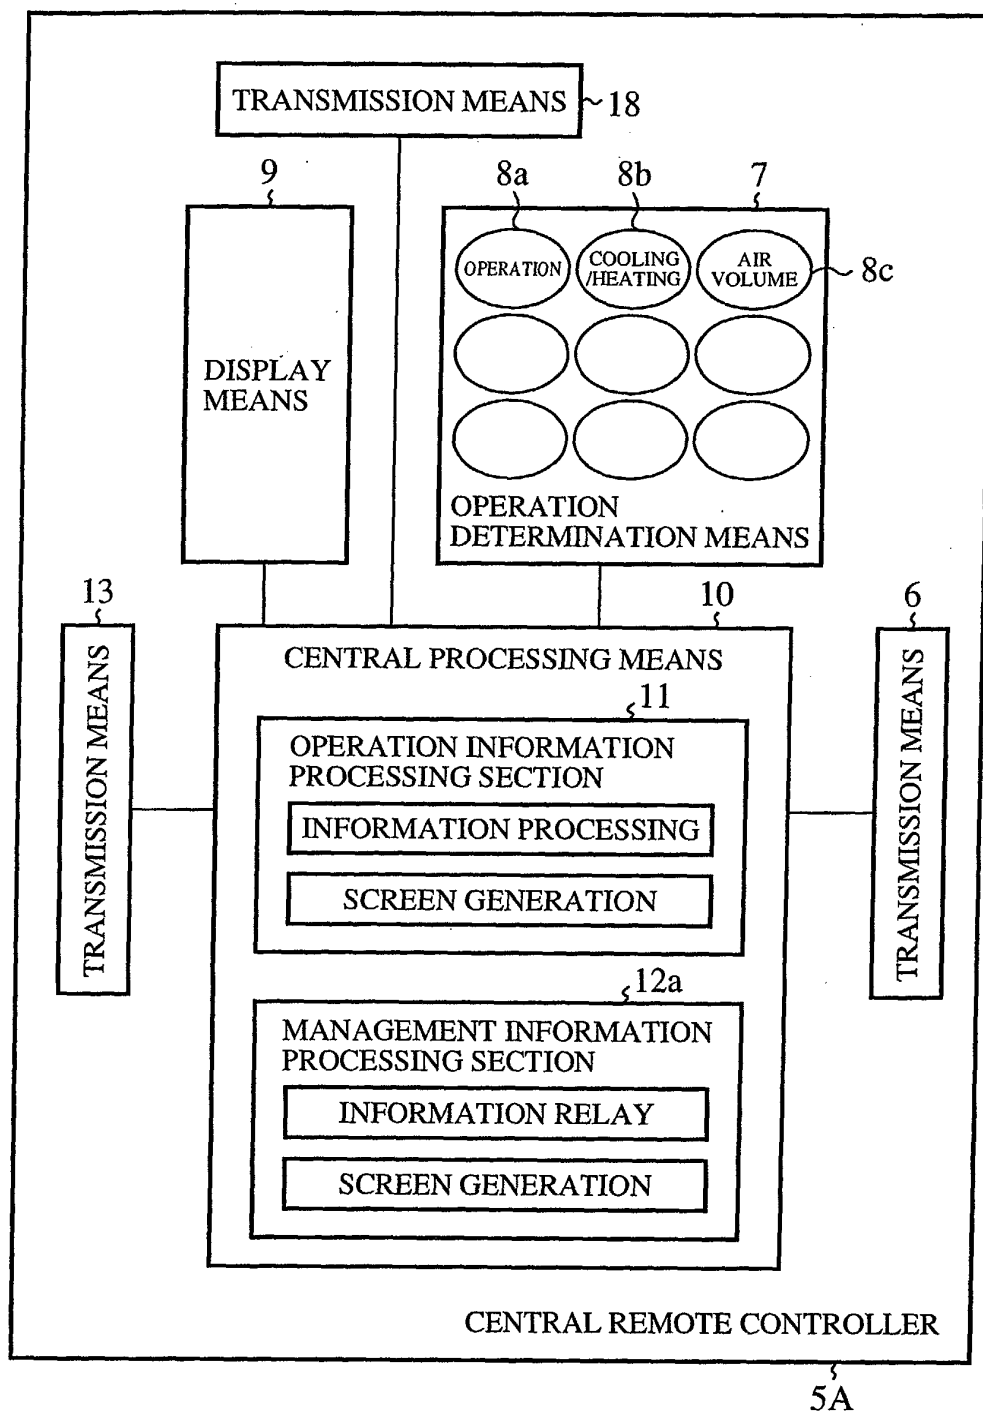 TRANSMISSION MEANS
18
9
8a
8b
7
OPERATION
COOLING
/HEATING
AIR
VOLUME
8c
DISPLAY
MEANS
OPERATION
DETERMINATION MEANS
13
10
6
TRANSMISSION MEANS
CENTRAL PROCESSING MEANS
11
OPERATION INFORMATION
PROCESSING SECTION
INFORMATION PROCESSING
SCREEN GENERATION
TRANSMISSION MEANS
12a
MANAGEMENT INFORMATION
PROCESSING SECTION
INFORMATION RELAY
SCREEN GENERATION
CENTRAL REMOTE CONTROLLER
5A